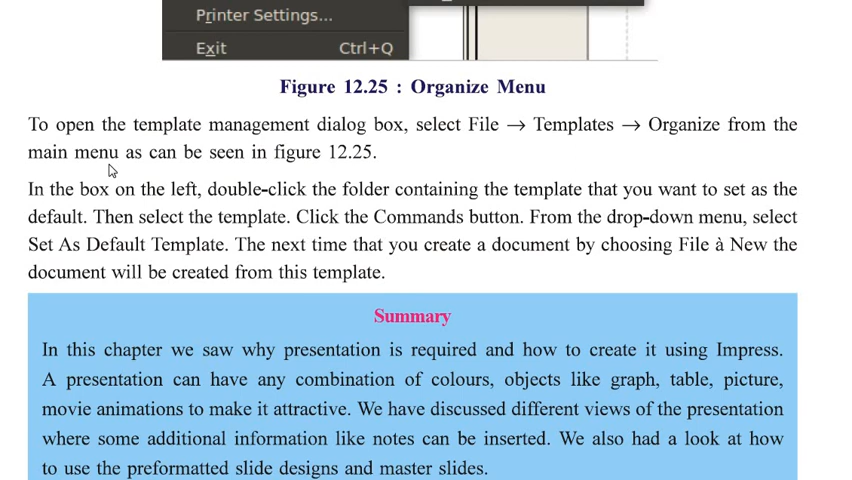 Printer Settings...
Exit Ctrl+Q
Figure 12.25 : Organize Menu
To open the template management dialog box, select File → Templates → Organize from the
main menu as can be seen in figure 12.25.
In the box on the left, double-click the folder containing the template that you want to set as the
default. Then select the template. Click the Commands button. From the drop-down menu, select
Set As Default Template. The next time that you create a document by choosing File à New the
document will be created from this template.
Summary
In this chapter we saw why presentation is required and how to create it using Impress.
A presentation can have any combination of colours, objects like graph, table, picture,
movie animations to make it attractive. We have discussed different views of the presentation
where some additional information like notes can be inserted. We also had a look at how
to use the preformatted slide designs and master slides.